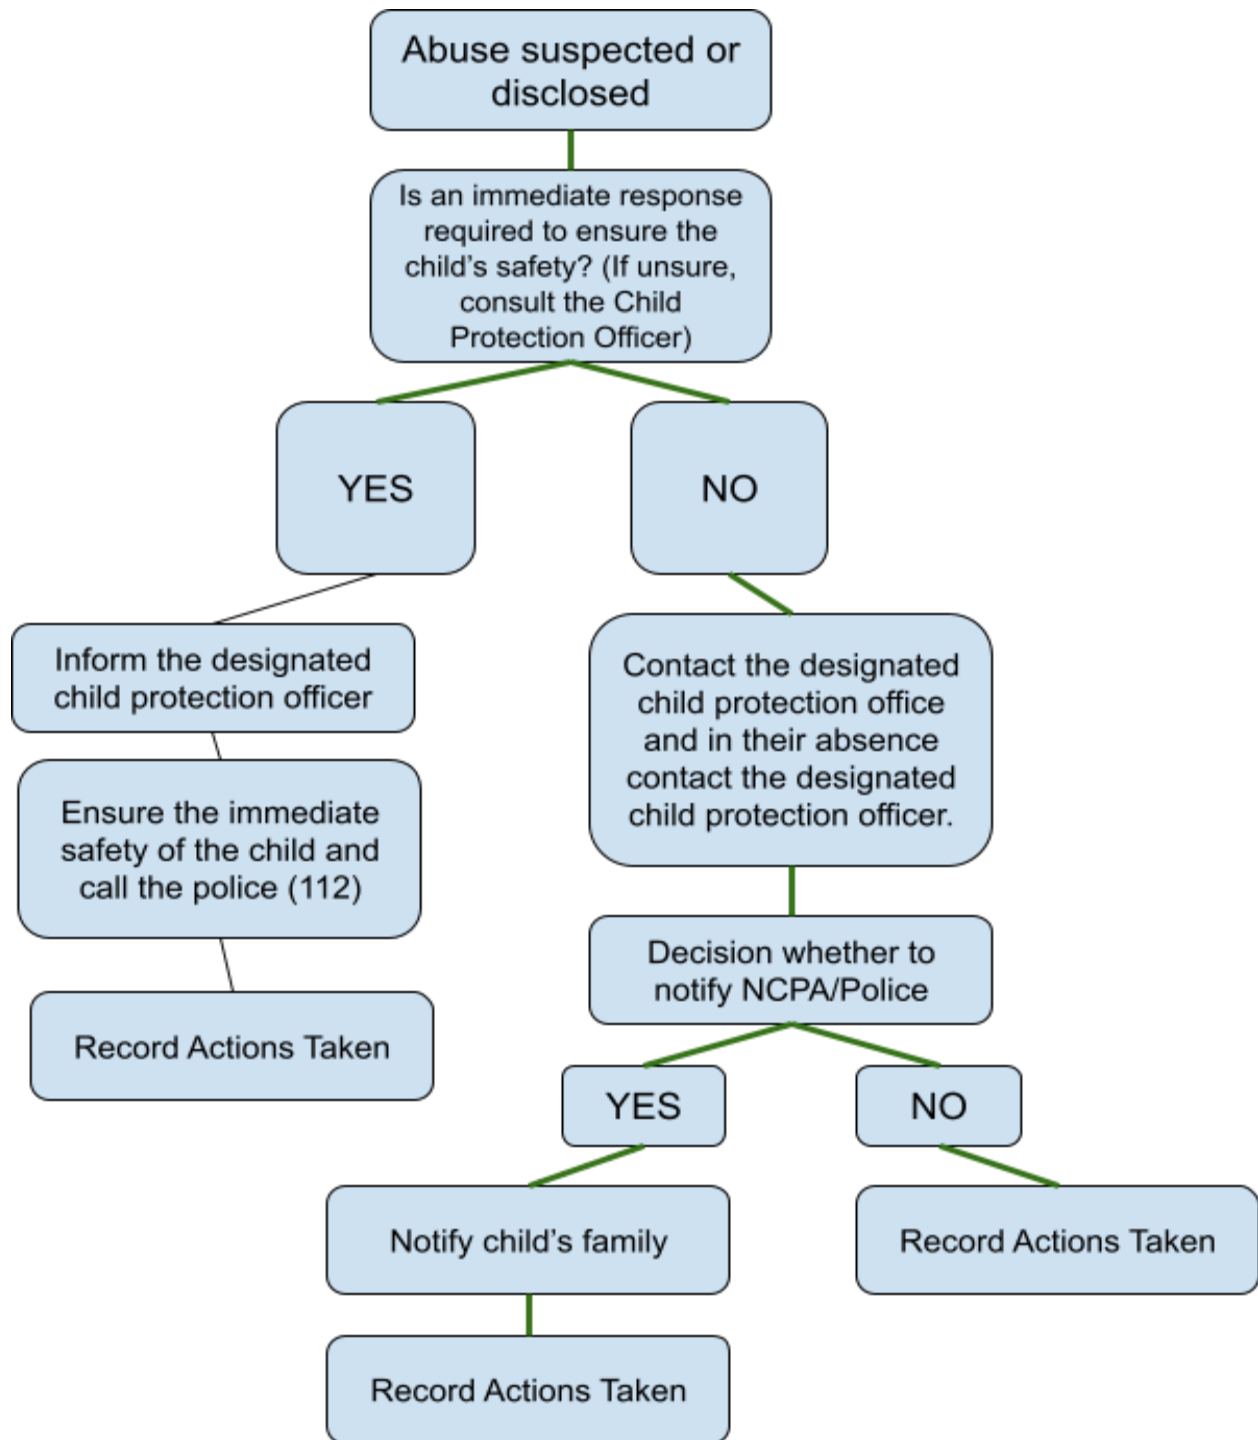 Abuse suspected or
disclosed
Is an immediate response
required to ensure the
child's safety? (If unsure,
consult the Child
Protection Officer)
YES
NO
Inform the designated
child protection officer
Ensure the immediate
safety of the child and
call the police (112)
Record Actions Taken
Contact the designated
child protection office
and in their absence
contact the designated
child protection officer.
Decision whether to
notify NCPA/Police
YES
NO
Notify child’s family
Record Actions Taken
Record Actions Taken